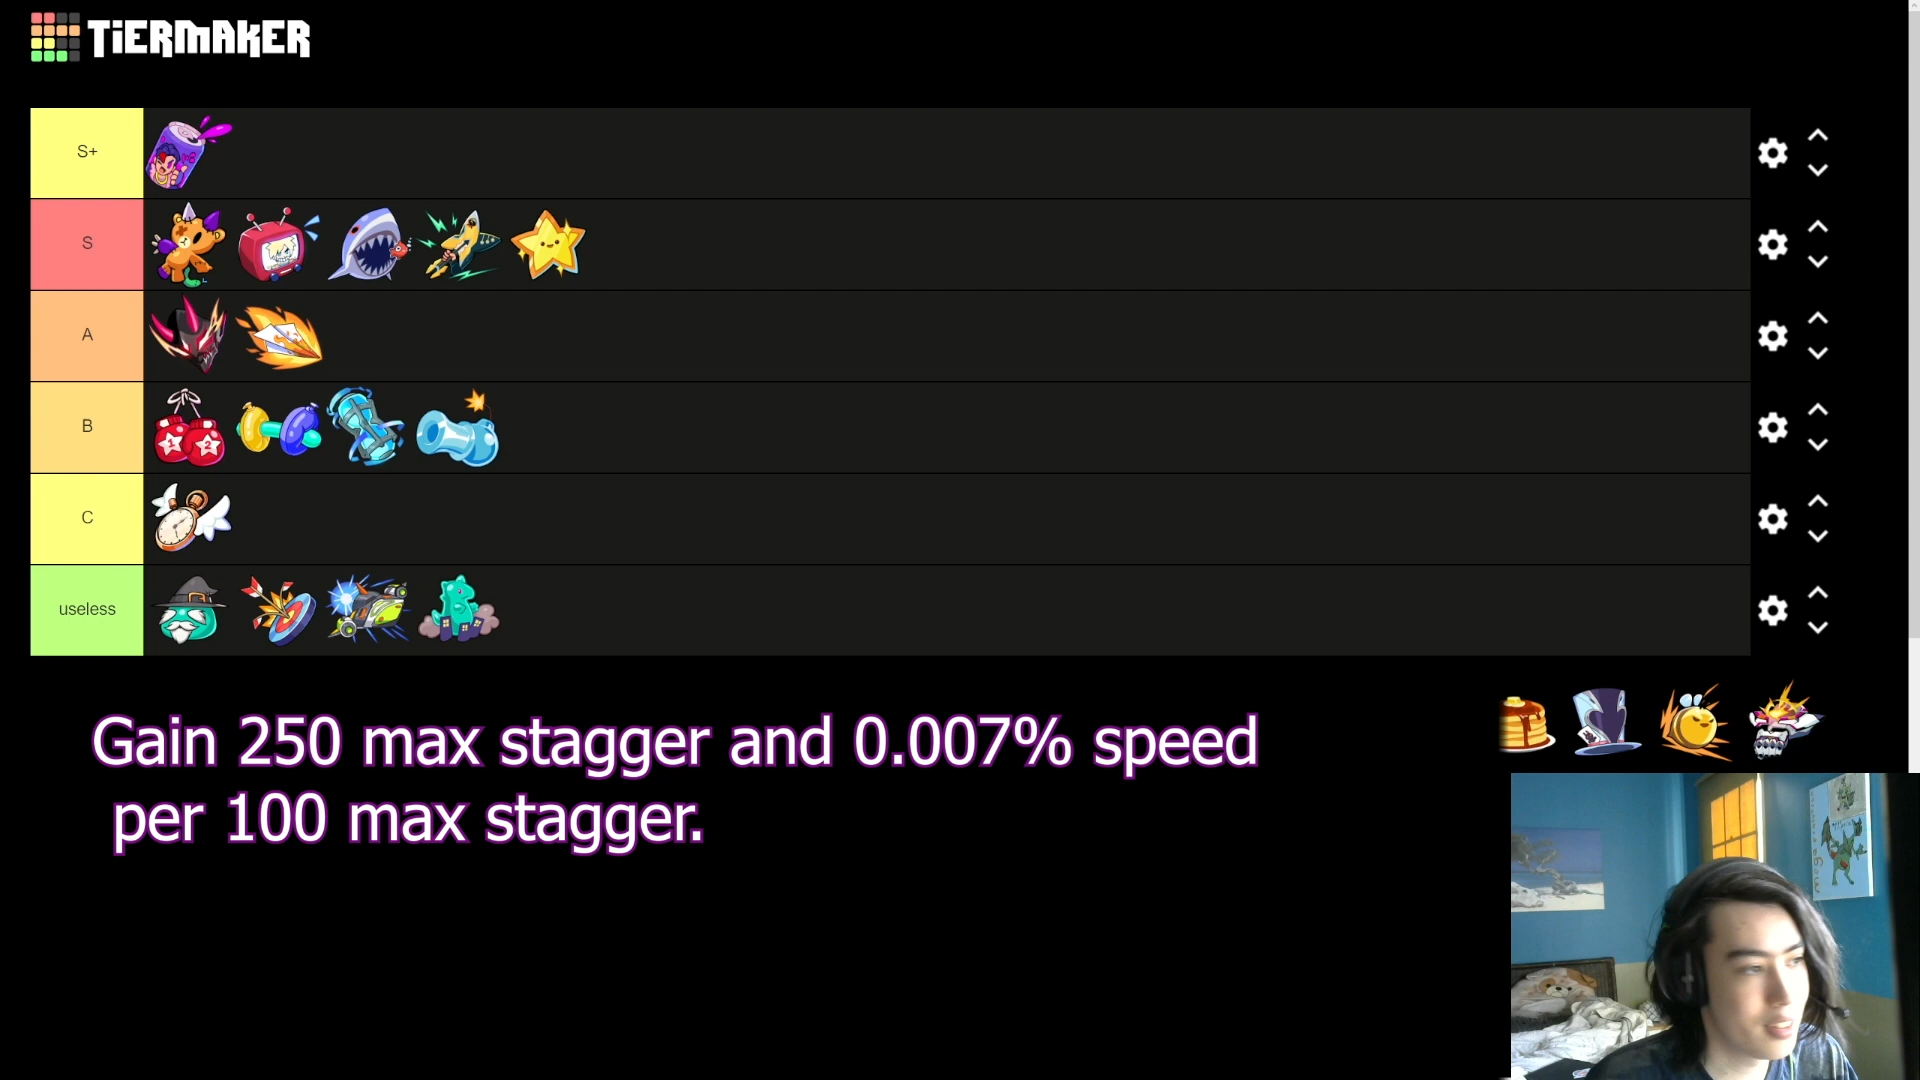 TiERMAKER
S+
S
A
B
C
useless
Gain 250 max stagger and 0.007% speed
per 100 max stagger.